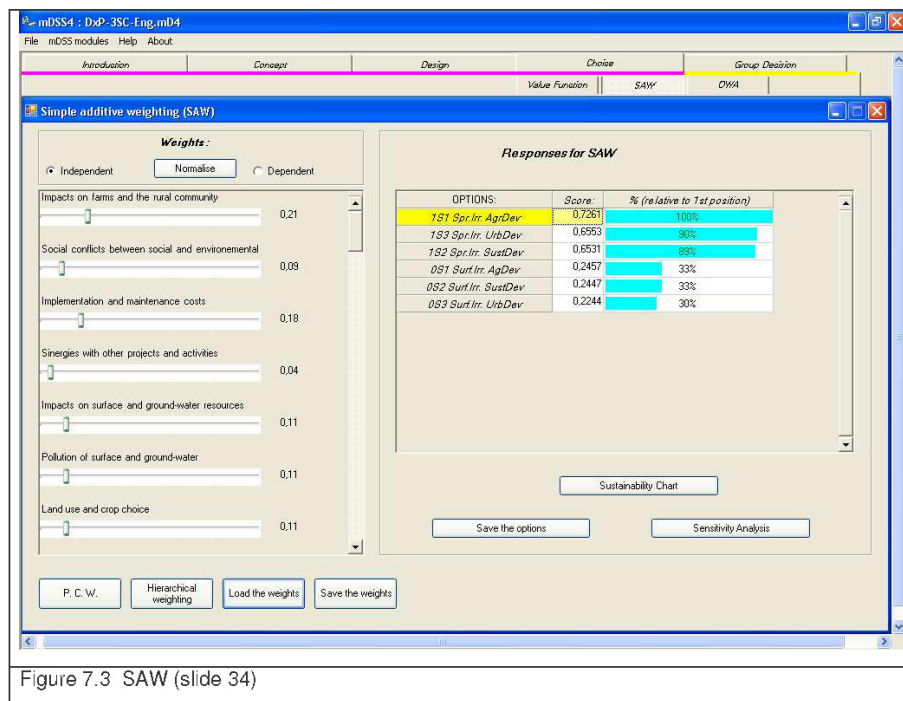 mDSS4 : DxP-3SC-Eng.mD4
File mDSS modules Help About
Introduction Concept Design Choise Group Decision
Value Function SAW OWA
Simple additive weighting (SAW)
Weights:
Independent Normalise Dependent
Impacts on farms and the rural community
0,21
Social conflicts between social and environemental
0,09
Implementation and maintenance costs
0,18
Sinergies with other projects and activities
0,04
Impacts on surface and ground-water resources
0,11
Pollution of surface and ground-water
0,11
Land use and crop choice
0,11
Responses for SAW
OPTIONS: Score: % (relative to 1st position)
1S1 Spr.Irr. AgrDev 0,7261 100%
1S3 Spr.Irr. UrbDev 0,6553 90%
1S2 Spr.Irr. SustDev 0,6531 89%
0S1 Surf.Irr. AgDev 0,2457 33%
0S2 Surf.Irr. SustDev 0,2447 33%
0S3 Surf.Irr. UrbDev 0,2244 30%
Sustainability Chart
Save the options Sensitivity Analysis
P. C. W. Hierarchical weighting Load the weights Save the weights
Figure 7.3 SAW (slide 34)